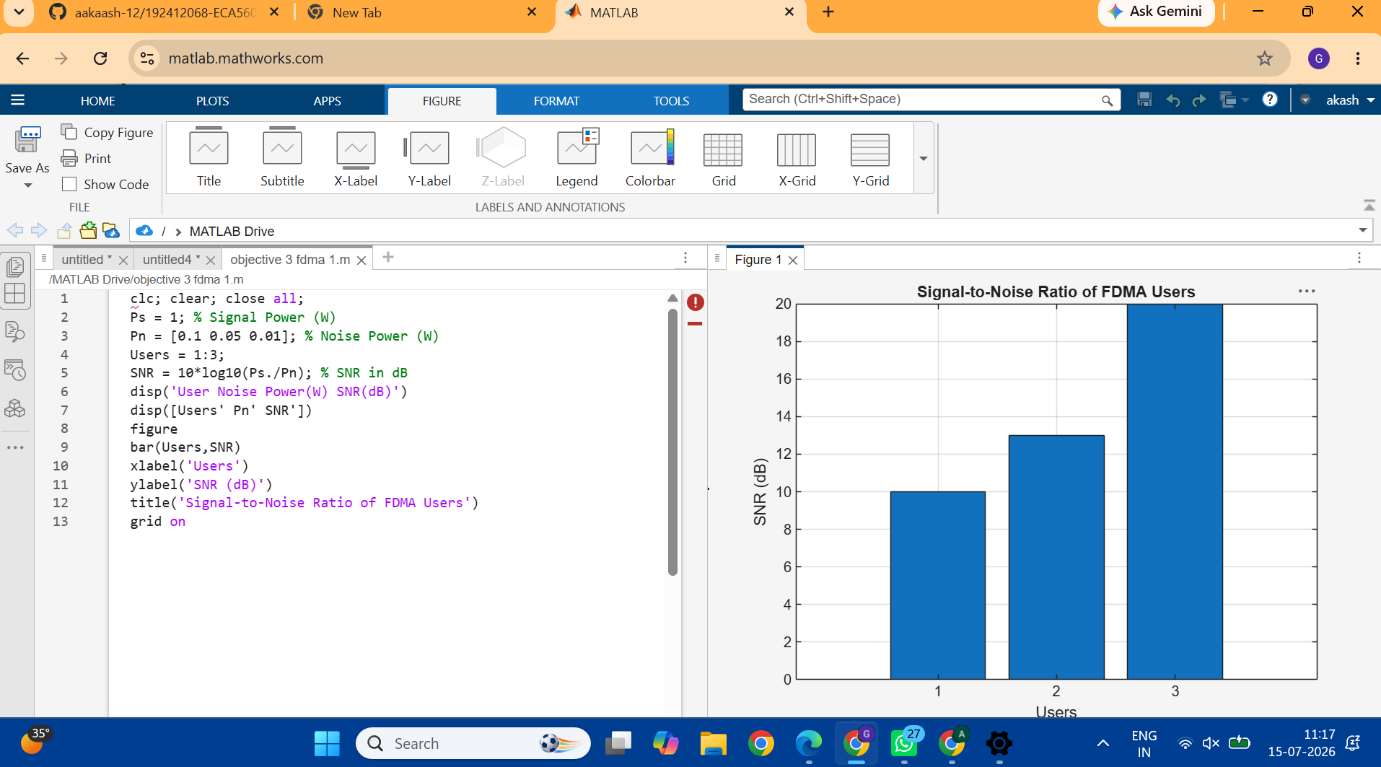 aakaash-12/192412068-ECA560
New Tab
MATLAB
Ask Gemini
matlab.mathworks.com
G
HOME
PLOTS
APPS
FIGURE
FORMAT
TOOLS
Search (Ctrl+Shift+Space)
akash
Save As
Copy Figure
Print
Show Code
FILE
Title
Subtitle
X-Label
Y-Label
Z-Label
Legend
Colorbar
Grid
X-Grid
Y-Grid
LABELS AND ANNOTATIONS
/ > MATLAB Drive
untitled *
untitled4 *
objective 3 fdma 1.m
/MATLAB Drive/objective 3 fdma 1.m
1 clc; clear; close all;
2 Ps = 1; % Signal Power (W)
3 Pn = [0.1 0.05 0.01]; % Noise Power (W)
4 Users = 1:3;
5 SNR = 10*log10(Ps./Pn); % SNR in dB
6 disp('User Noise Power(W) SNR(dB)')
7 disp([Users' Pn' SNR'])
8 figure
9 bar(Users,SNR)
10 xlabel('Users')
11 ylabel('SNR (dB)')
12 title('Signal-to-Noise Ratio of FDMA Users')
13 grid on
Figure 1
Signal-to-Noise Ratio of FDMA Users
20
18
16
14
12
10
8
6
4
2
0
SNR (dB)
1 2 3
Users
35°
Search
G
27
A
ENG
IN
11:17
15-07-2026